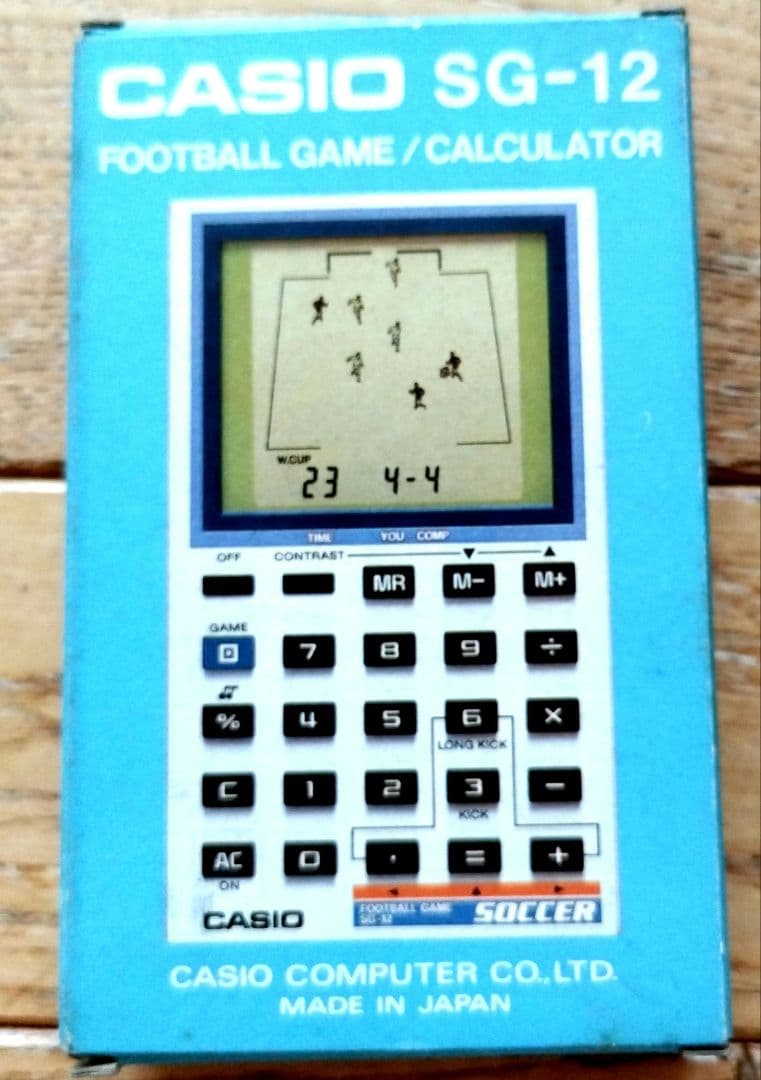 CASIO SG-12
FOOTBALL GAME/CALCULATOR
W.CUP
23 4-4
TIME YOU COMP
OFF CONTRAST ▼ ▲
MR M- M+
GAME
7 8 9 ÷
% 4 5 6 ×
LONG KICK
C 1 2 3 -
KICK
AC 0 . = +
ON ◄ ▲ ►
CASIO
FOOTBALL GAME
SG-12
SOCCER
CASIO COMPUTER CO.,LTD.
MADE IN JAPAN